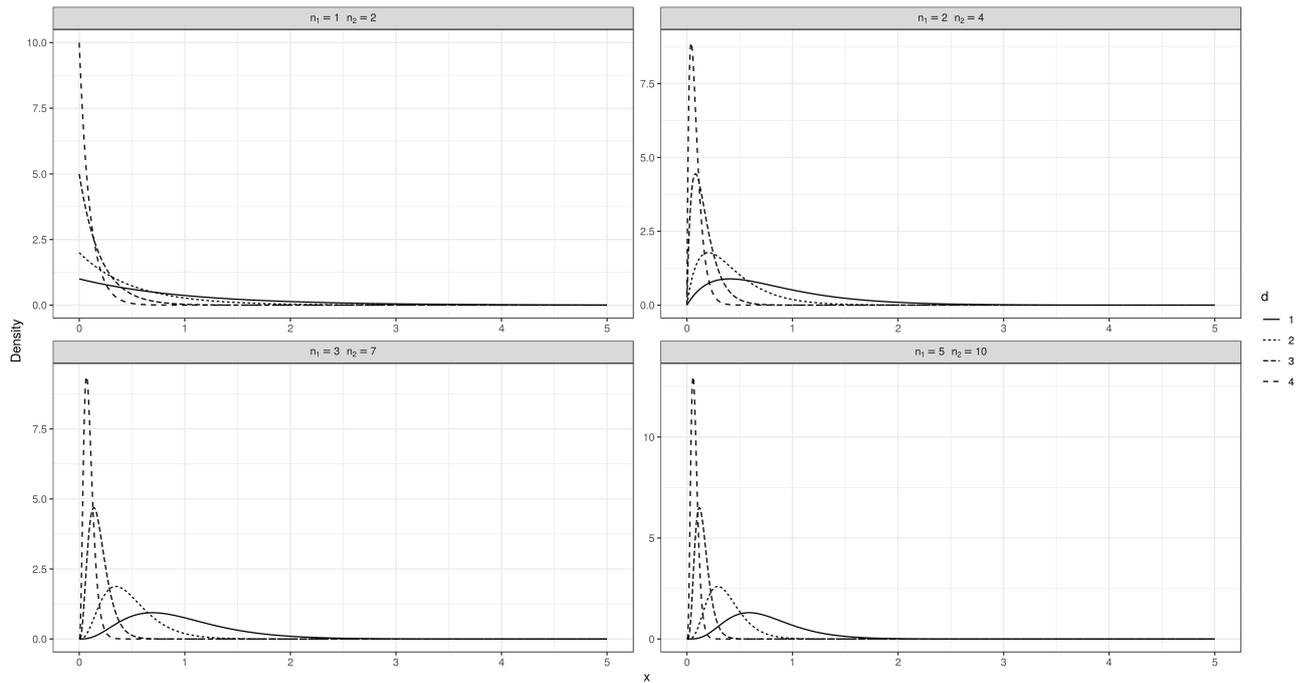 n₁ = 1 n₂ = 2
n₁ = 2 n₂ = 4
10.0
7.5
5.0
2.5
0.0
7.5
5.0
2.5
0.0
0 1 2 3 4 5
0 1 2 3 4 5
Density
n₁ = 3 n₂ = 7
n₁ = 5 n₂ = 10
7.5
5.0
2.5
0.0
10
5
0
0 1 2 3 4 5
0 1 2 3 4 5
x
d
1
2
3
4